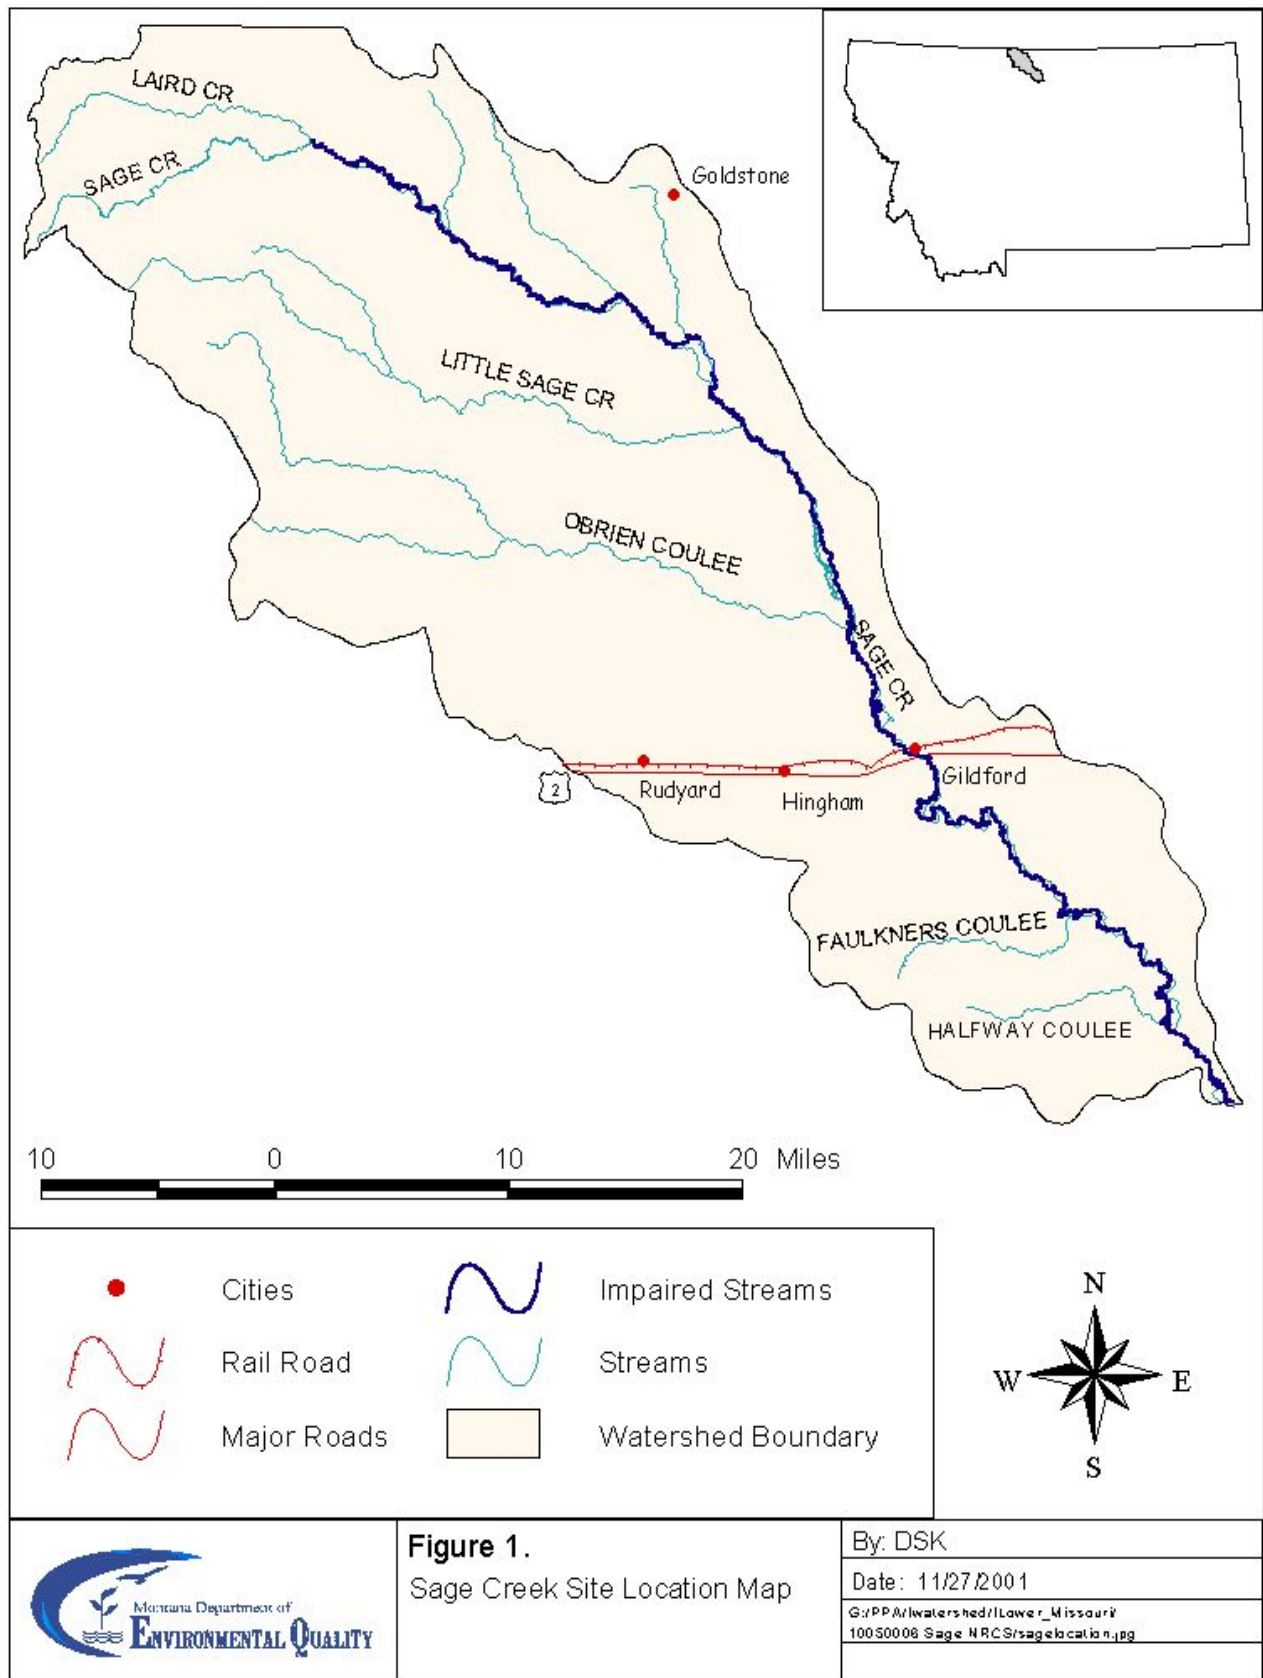 LAIRD CR
SAGE CR
Goldstone
LITTLE SAGE CR
OBRIEN COULEE
SAGE CR
2
Rudyard
Hingham
Gildford
FAULKNERS COULEE
HALFWAY COULEE
10 0 10 20 Miles
Cities
Rail Road
Major Roads
Impaired Streams
Streams
Watershed Boundary
N
W E
S
Montana Department of
ENVIRONMENTAL QUALITY
Figure 1.
Sage Creek Site Location Map
By: DSK
Date: 11/27/2001
10050006 Sage NRCS/sagelocation.jpg